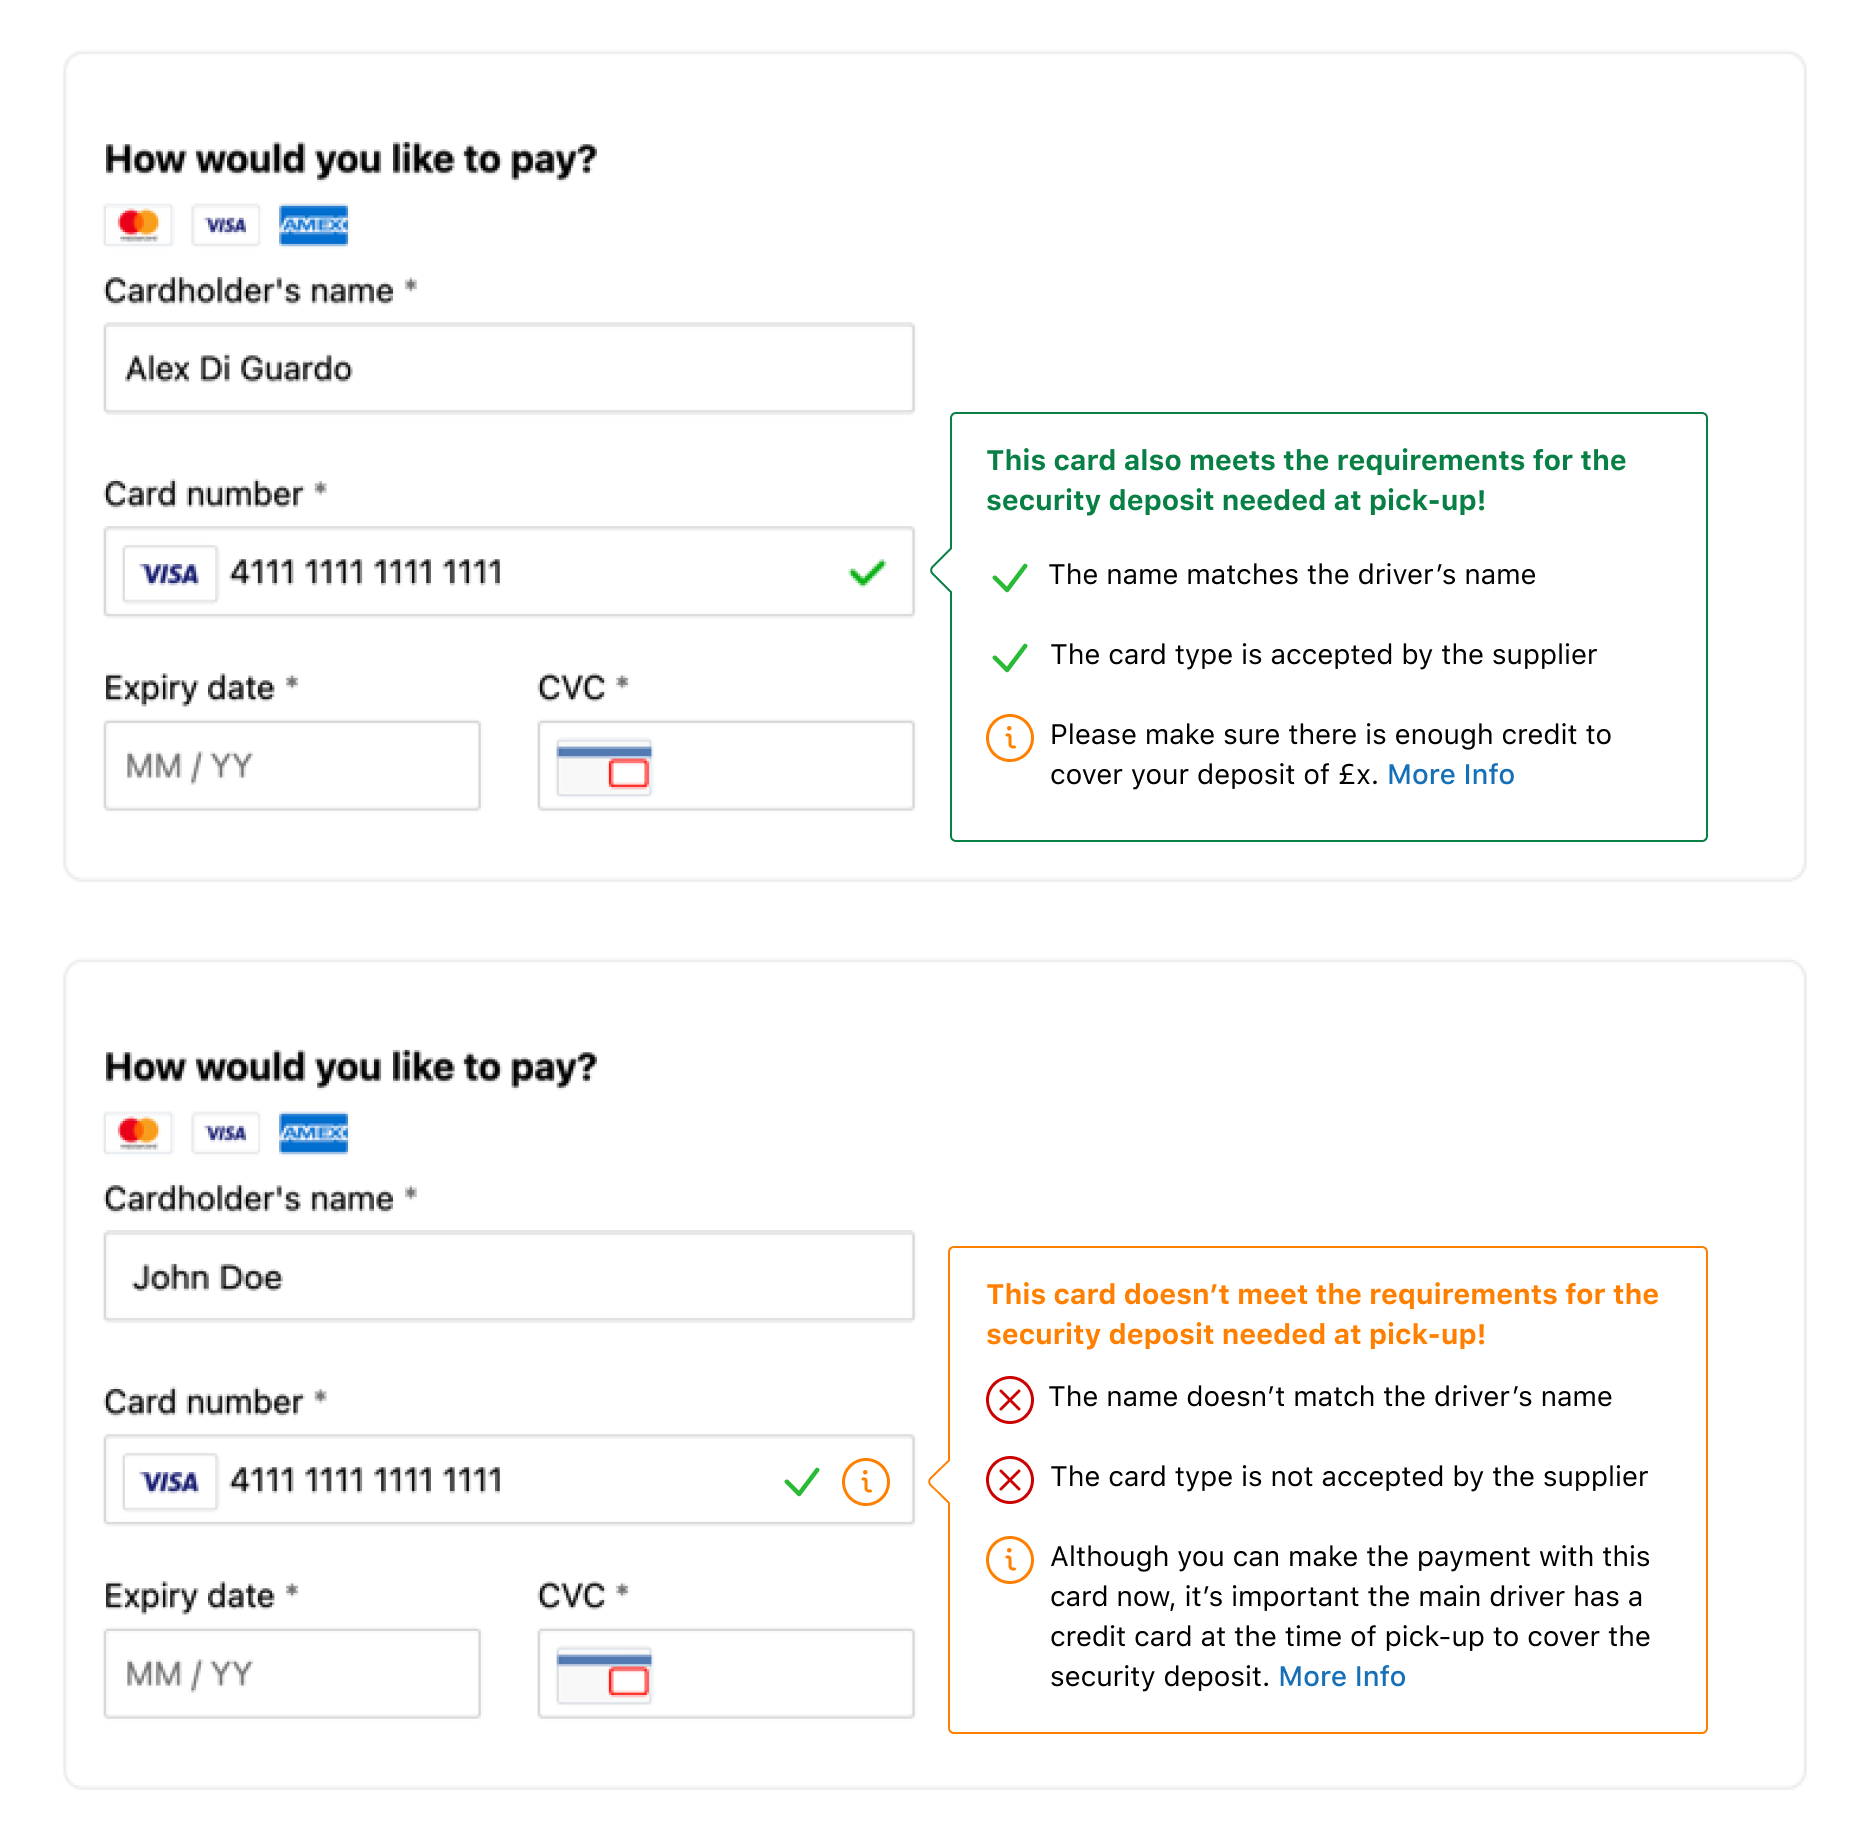 How would you like to pay?
mastercard VISA AMEX
Cardholder's name *
Alex Di Guardo
Card number *
VISA 4111 1111 1111 1111
Expiry date * CVC *
MM / YY
This card also meets the requirements for the
security deposit needed at pick-up!
The name matches the driver’s name
The card type is accepted by the supplier
Please make sure there is enough credit to
cover your deposit of £x. More Info
How would you like to pay?
mastercard VISA AMEX
Cardholder's name *
John Doe
Card number *
VISA 4111 1111 1111 1111
Expiry date * CVC *
MM / YY
This card doesn’t meet the requirements for the
security deposit needed at pick-up!
The name doesn’t match the driver’s name
The card type is not accepted by the supplier
Although you can make the payment with this
card now, it’s important the main driver has a
credit card at the time of pick-up to cover the
security deposit. More Info